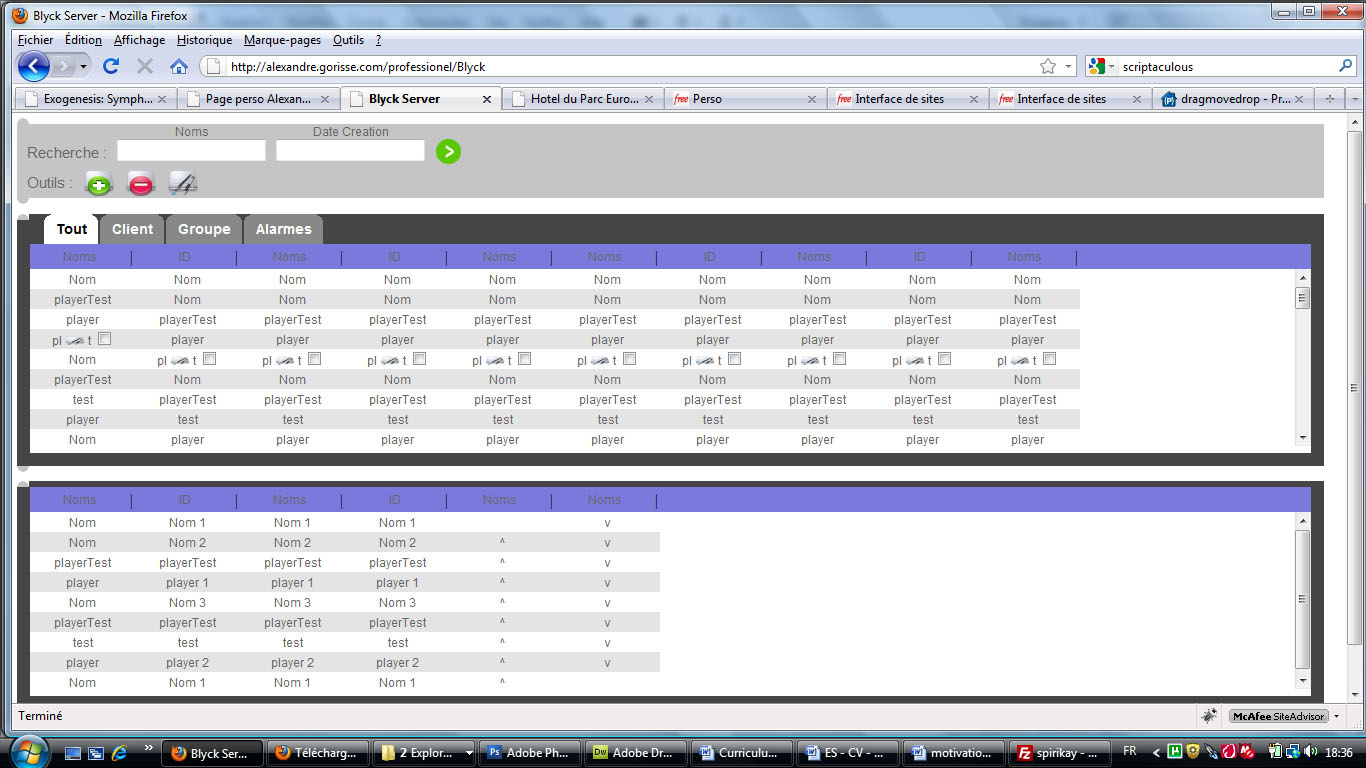 Blyck Server - Mozilla Firefox
Fichier Édition Affichage Historique Marque-pages Outils ?
http://alexandre.gorisse.com/professionel/Blyck scriptaculous
Exogenesis: Symph... Page perso Alexan... Blyck Server Hotel du Parc Euro... free Perso free Interface de sites free Interface de sites dragmovedrop - Pr...
Noms Date Creation
Recherche :
Outils :
Tout Client Groupe Alarmes
Noms ID Noms ID Noms Noms ID Noms ID Noms
Nom Nom Nom Nom Nom Nom Nom Nom Nom Nom
playerTest Nom Nom Nom Nom Nom Nom Nom Nom Nom
player playerTest playerTest playerTest playerTest playerTest playerTest playerTest playerTest playerTest
pl t player player player player player player player player player
Nom pl t pl t pl t pl t pl t pl t pl t pl t pl t
playerTest Nom Nom Nom Nom Nom Nom Nom Nom Nom
test playerTest playerTest playerTest playerTest playerTest playerTest playerTest playerTest playerTest
player test test test test test test test test test
Nom player player player player player player player player player
Noms ID Noms ID Noms Noms
Nom Nom 1 Nom 1 Nom 1 v
Nom Nom 2 Nom 2 Nom 2 ^ v
playerTest playerTest playerTest playerTest ^ v
player player 1 player 1 player 1 ^ v
Nom Nom 3 Nom 3 Nom 3 ^ v
playerTest playerTest playerTest playerTest ^ v
test test test test ^ v
player player 2 player 2 player 2 ^ v
Nom Nom 1 Nom 1 Nom 1 ^
Terminé McAfee SiteAdvisor
Blyck Ser... Télécharg... 2 Explor... Ps Adobe Ph... Dw Adobe Dr... Curriculu... ES - CV - ... motivatio... spirikay - ... FR 18:36